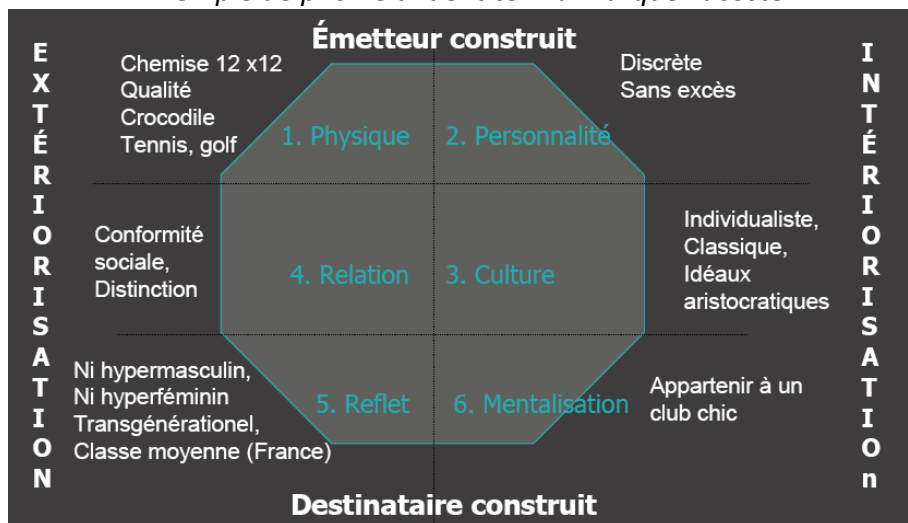 Émetteur construit
EXTÉRIORISATION
Chemise 12 x12
Qualité
Crocodile
Tennis, golf
1. Physique
2. Personnalité
Discrète
Sans excès
INTÉRIORISATIOn
Conformité
sociale,
Distinction
4. Relation
3. Culture
Individualiste,
Classique,
Idéaux
aristocratiques
Ni hypermasculin,
Ni hyperféminin
Transgénérationel,
Classe moyenne (France)
5. Reflet
6. Mentalisation
Appartenir à un
club chic
Destinataire construit